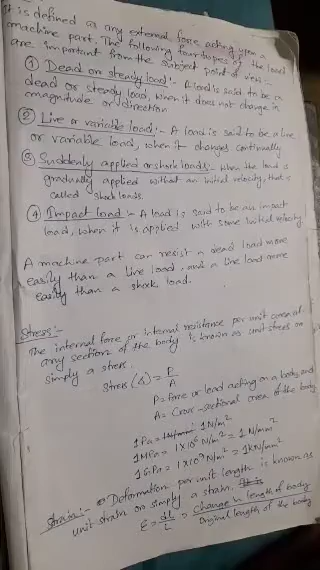 It is defined as any external force acting upon a
machine part. The following four types of the load
are important from the subject point of view:-
① Dead or steady load:- A load is said to be a
dead or steady load, when it does not change in
magnitude or direction
② Live or variable load:- A load is said to be a live
or variable load, when it changes continually
③ Suddenly applied or shock loads:- When the load is
gradually applied without an initial velocity, that is
called shock loads.
④ Impact load:- A load is said to be an impact
load, when it is applied with some initial velocity.
A machine part can resist a dead load more
easily than a live load, and a live load more
easily than a shock load.
Stress:-
The internal force or internal resistance per unit area at
any section of the body is known as unit stress or
simply a stress.
Stress (Δ) = P/A
P = force or load acting on a body, and
A = Cross-sectional area of the body
1 Pa = 1 N/m²
1 MPa = 1×10⁶ N/m² = 1 N/mm²
1 GPa = 1×10⁹ N/m² = 1 kN/mm²
Strain:- Deformation per unit length is known as
unit strain or simply a strain.
E = dL/L = Change in length of body/Original length of the body